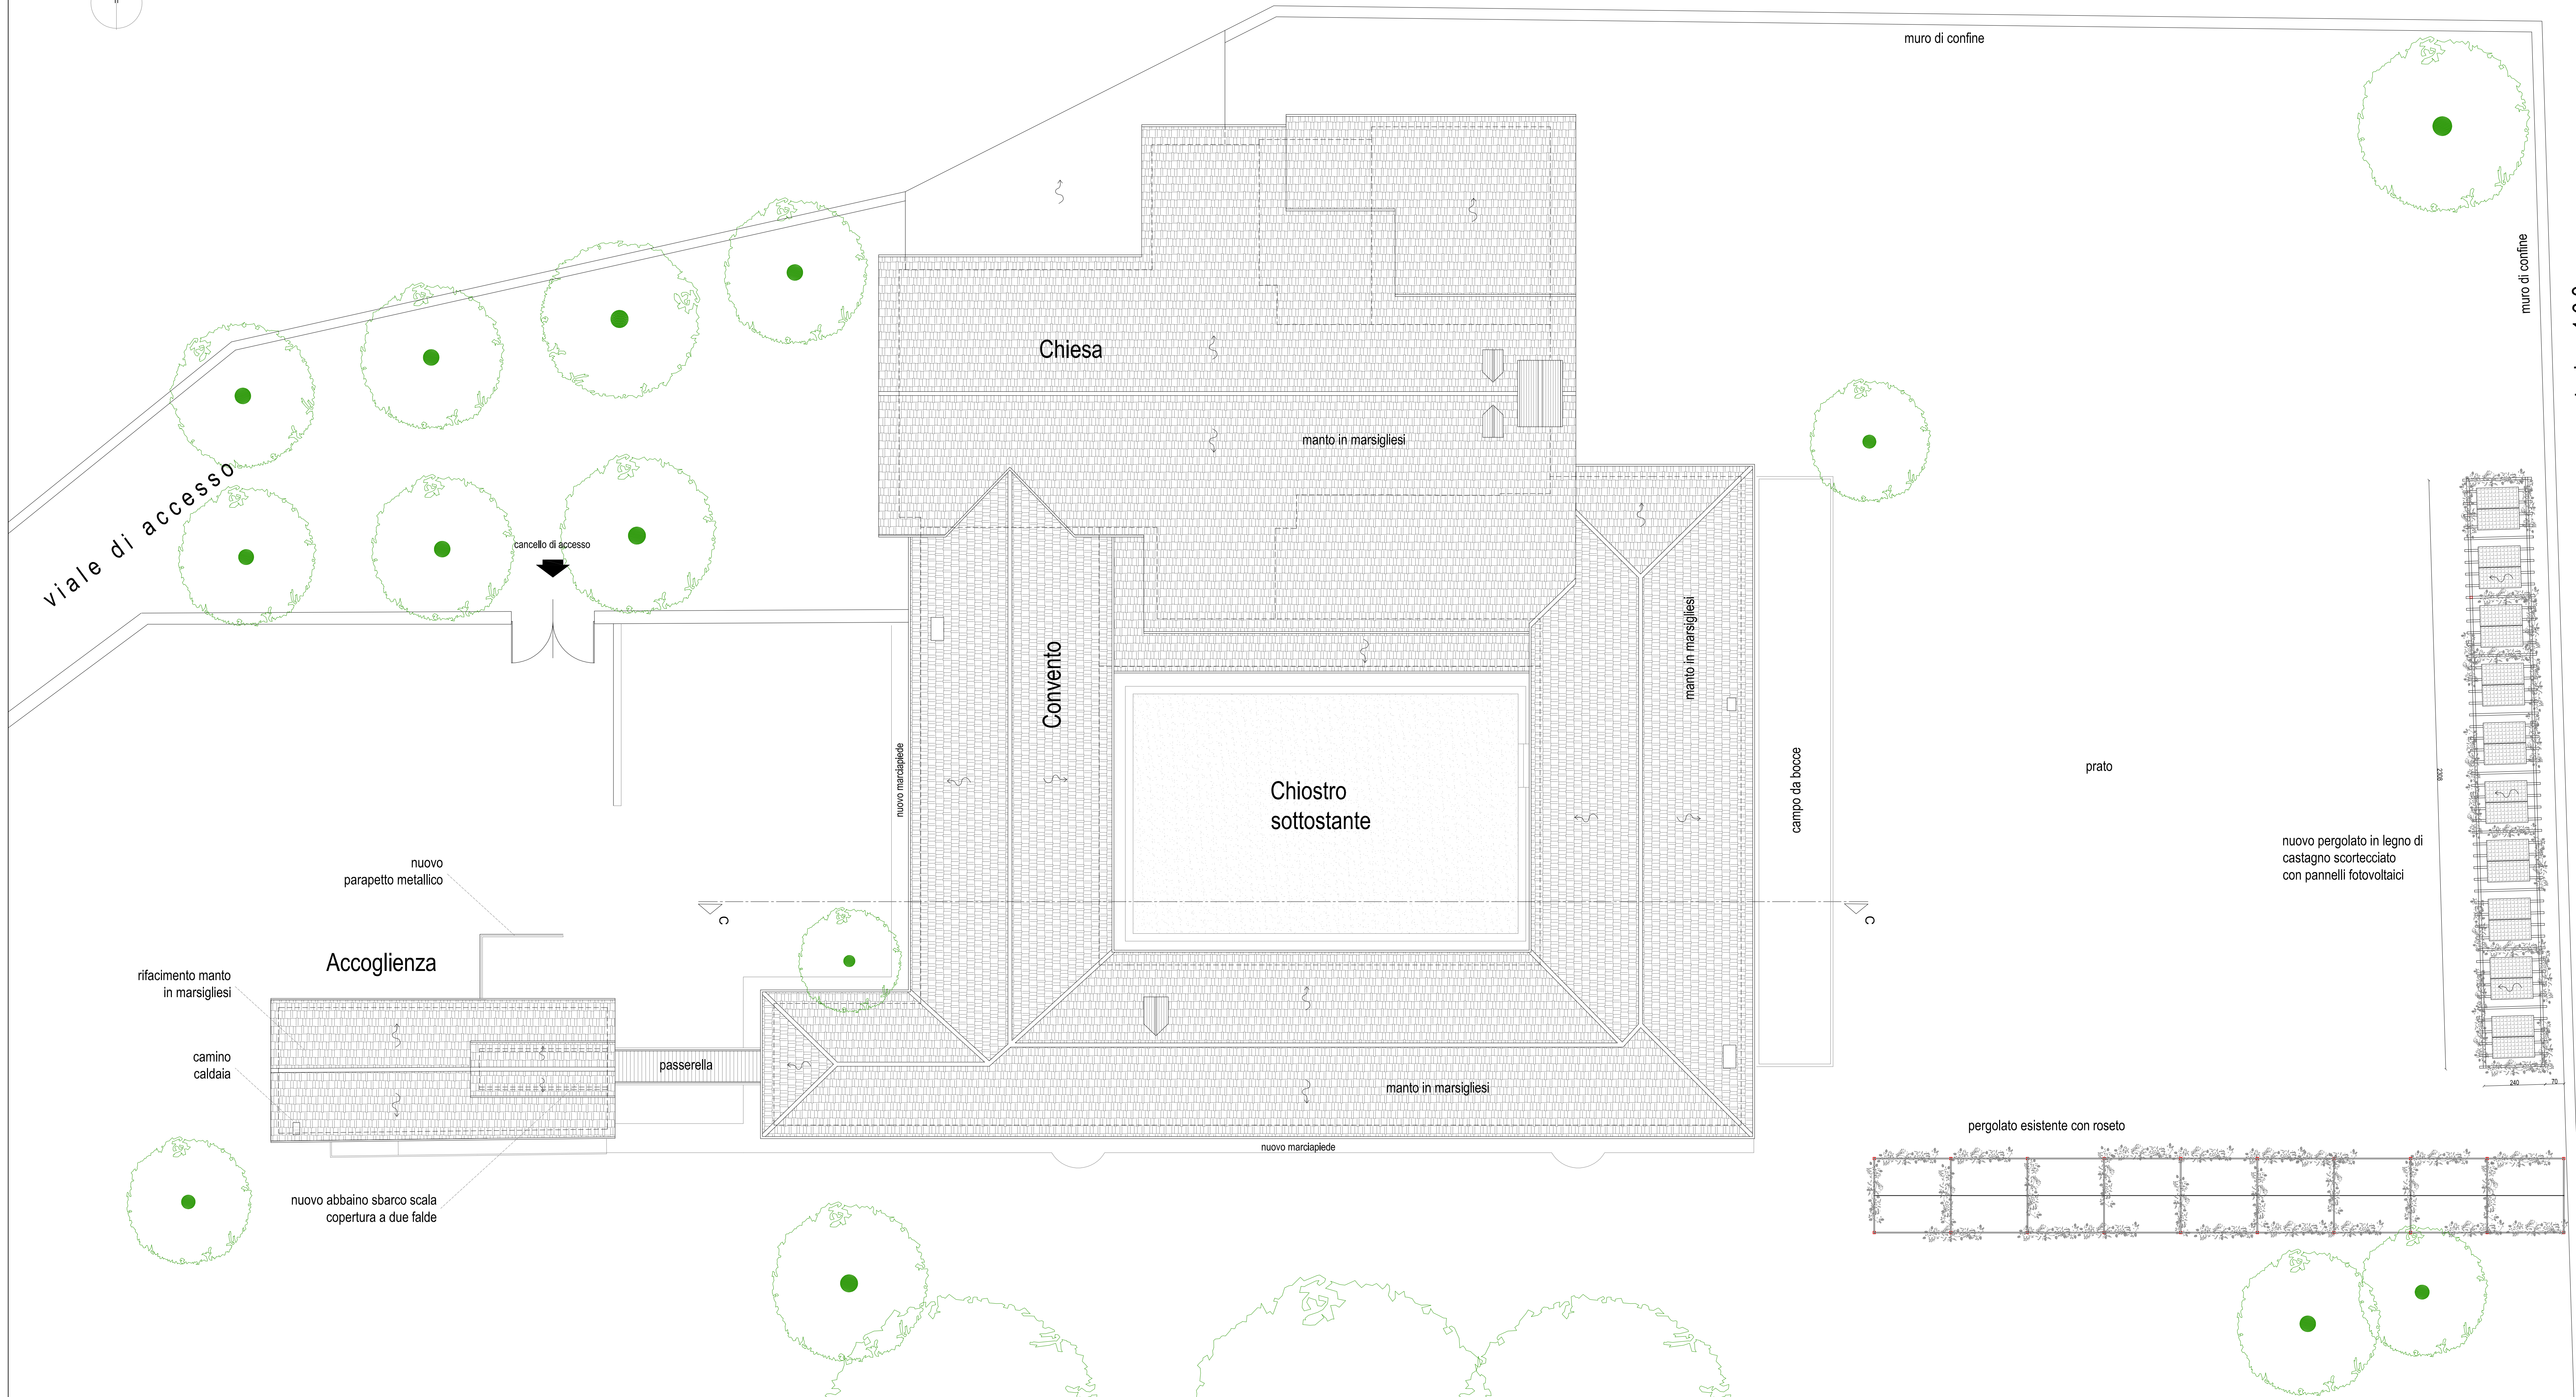 muro di confine
muro di confine
Chiesa
manto in marsigliesi
viale di accesso
cancello di accesso
Convento
manto in marsigliesi
nuovo marciapiede
campo da bocce
prato
2308
Chiostro
sottostante
nuovo pergolato in legno di
castagno scortecciato
con pannelli fotovoltaici
nuovo
parapetto metallico
C
C
Accoglienza
rifacimento manto
in marsigliesi
camino
caldaia
passerella
manto in marsigliesi
240
70
pergolato esistente con roseto
nuovo marciapiede
nuovo abbaino sbarco scala
copertura a due falde